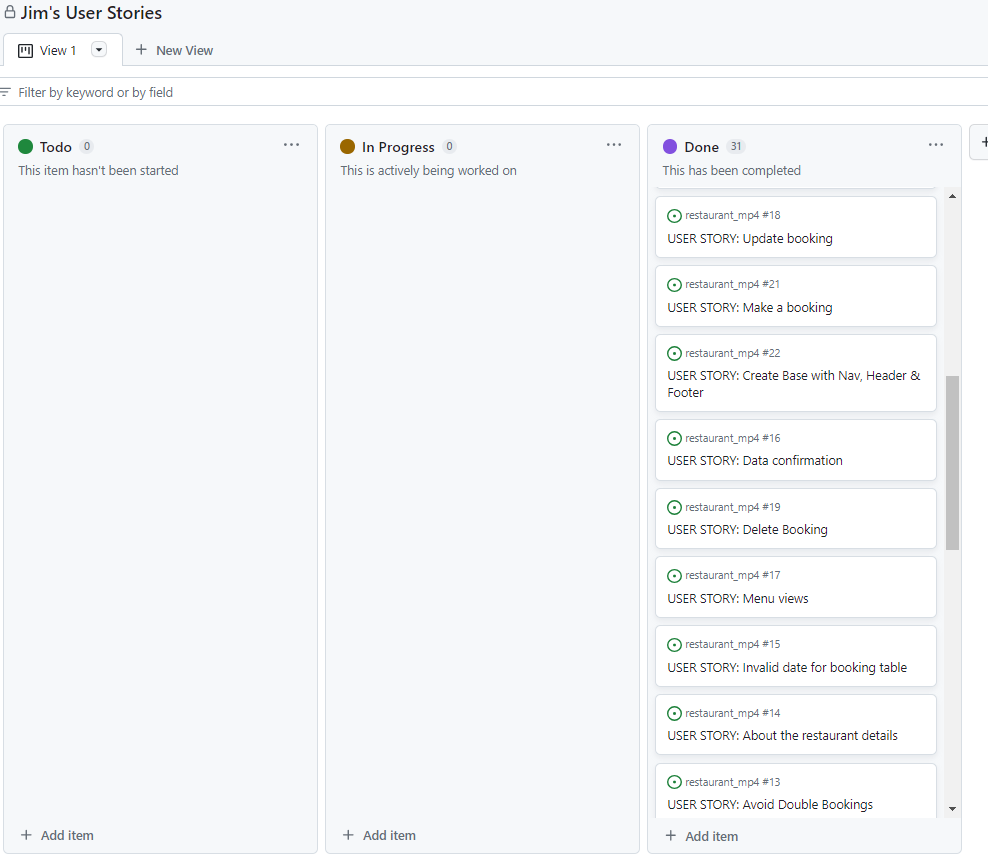 Jim's User Stories
View 1
New View
Filter by keyword or by field
Todo 0
This item hasn't been started
Add item
In Progress 0
This is actively being worked on
Add item
Done 31
This has been completed
restaurant_mp4 #18
USER STORY: Update booking
restaurant_mp4 #21
USER STORY: Make a booking
restaurant_mp4 #22
USER STORY: Create Base with Nav, Header &
Footer
restaurant_mp4 #16
USER STORY: Data confirmation
restaurant_mp4 #19
USER STORY: Delete Booking
restaurant_mp4 #17
USER STORY: Menu views
restaurant_mp4 #15
USER STORY: Invalid date for booking table
restaurant_mp4 #14
USER STORY: About the restaurant details
restaurant_mp4 #13
USER STORY: Avoid Double Bookings
Add item